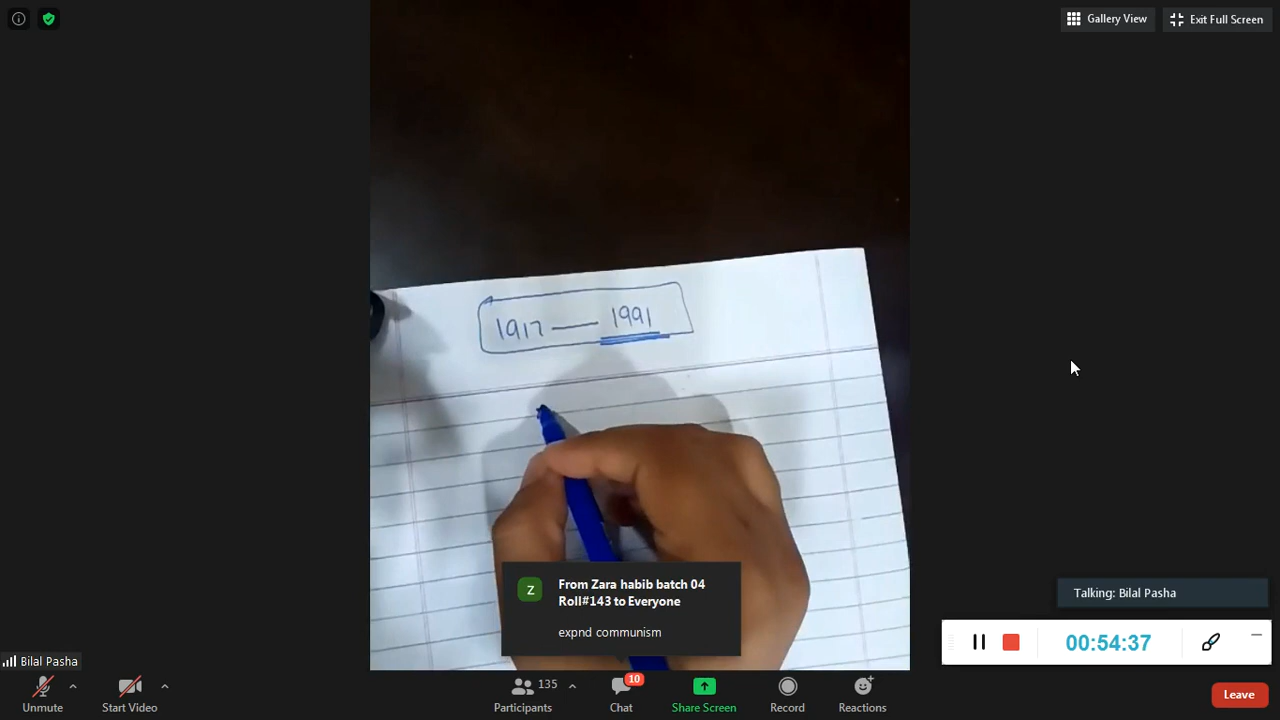 Gallery View
Exit Full Screen
1917 — 1991
From Zara habib batch 04
Roll#143 to Everyone
Z
expnd communism
Talking: Bilal Pasha
00:54:37
Bilal Pasha
Unmute
Start Video
135
Participants
10
Chat
Share Screen
Record
Reactions
Leave